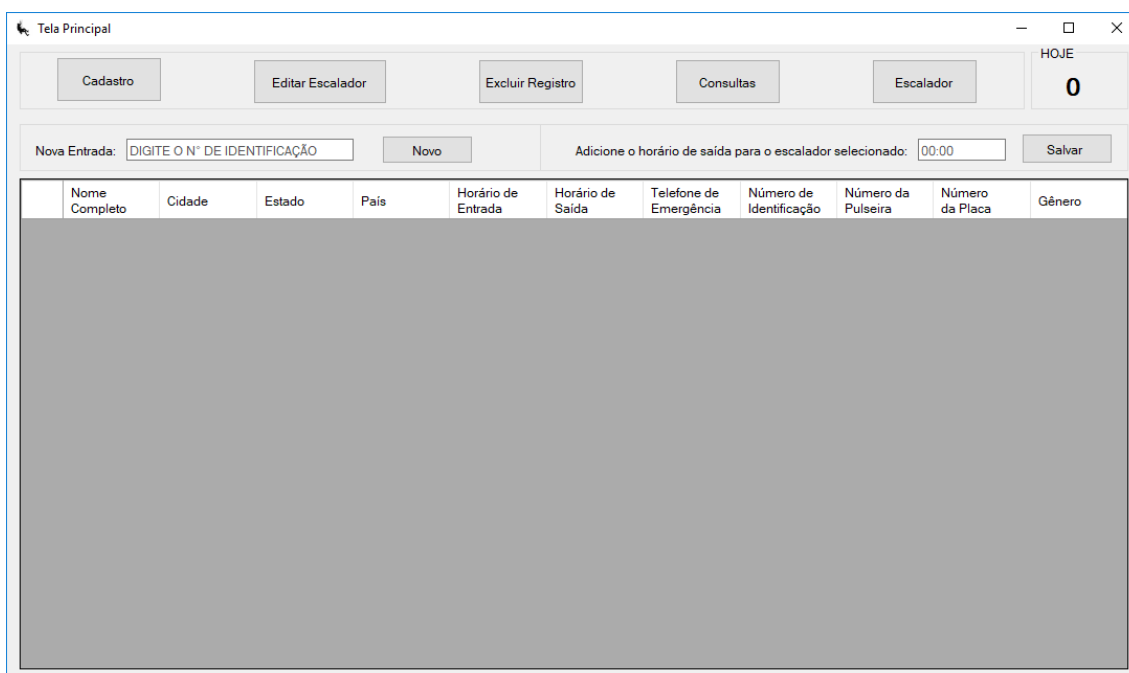 Tela Principal
HOJE
Cadastro Editar Escalador Excluir Registro Consultas Escalador 0
Nova Entrada: DIGITE O N° DE IDENTIFICAÇÃO Novo Adicione o horário de saída para o escalador selecionado: 00:00 Salvar
Nome Completo Cidade Estado País Horário de Entrada Horário de Saída Telefone de Emergência Número de Identificação Número da Pulseira Número da Placa Gênero